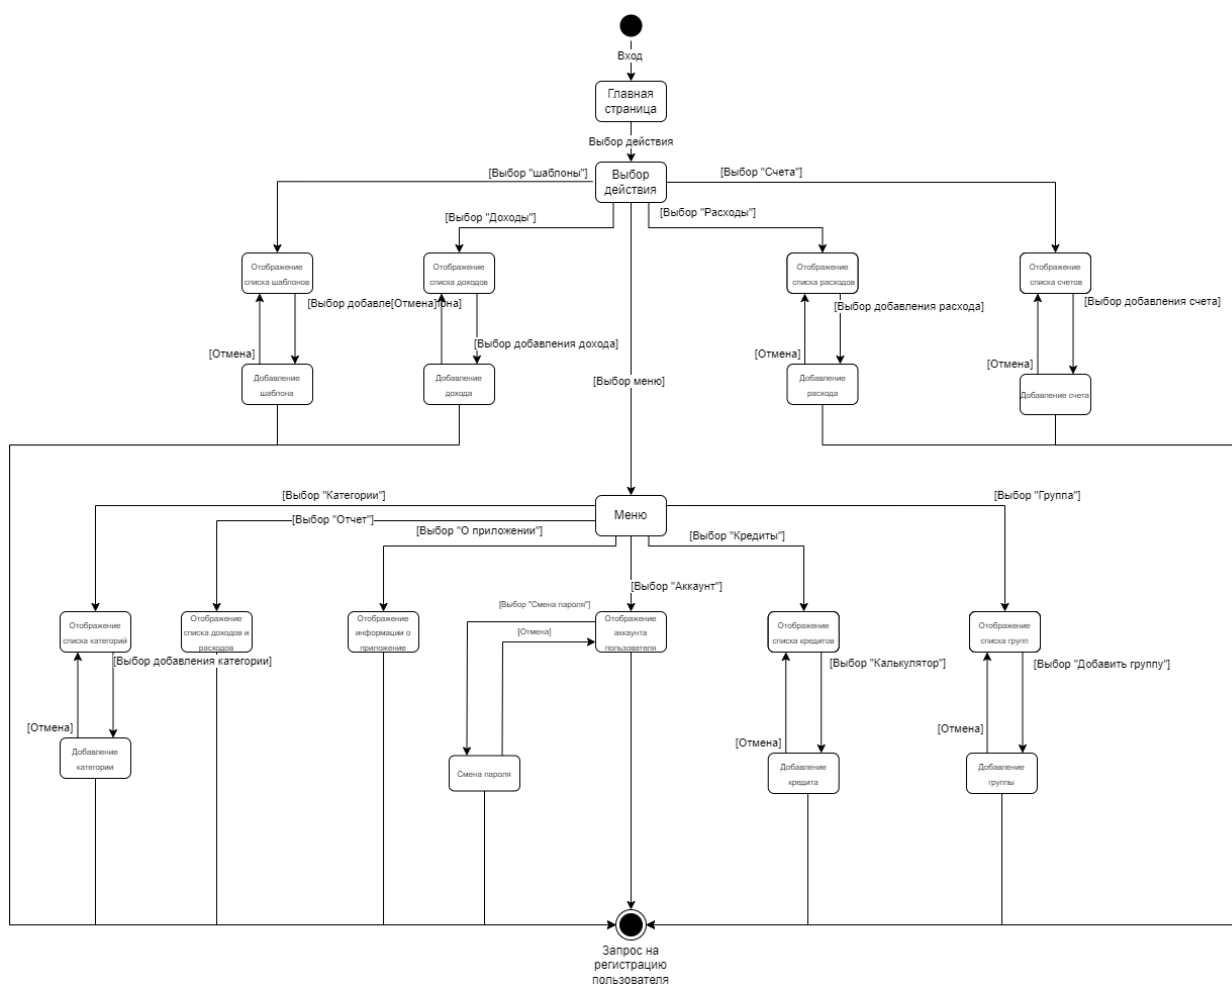 Вход
Главная
страница
Выбор действия
Выбор
действия
[Выбор "шаблоны"]
[Выбор "Счета"]
[Выбор "Доходы"]
[Выбор "Расходы"]
Отображение
списка шаблонов
Отображение
списка доходов
Отображение
списка расходов
Отображение
списка счетов
[Выбор добавле
[Отмена]
она]
[Выбор добавления расхода]
[Выбор добавления счета]
[Выбор добавления дохода]
[Отмена]
[Отмена]
[Отмена]
Добавление
шаблона
Добавление
дохода
[Выбор меню]
Добавление
расхода
Добавление счета
[Выбор "Категории"]
[Выбор "Группа"]
[Выбор "Отчет"]
Меню
[Выбор "О приложении"]
[Выбор "Кредиты"]
[Выбор "Аккаунт"]
[Выбор "Смена пароля"]
Отображение
списка категорий
Отображение
списка доходов и
расходов
Отображение
информации о
приложение
[Отмена]
Отображение
аккаунта
пользователя
Отображение
списка кредитов
Отображение
списка групп
[Выбор добавления категории]
[Выбор "Калькулятор"]
[Выбор "Добавить группу"]
[Отмена]
[Отмена]
[Отмена]
Добавление
категории
Смена пароля
Добавление
кредита
Добавление
группы
Запрос на
регистрацию
пользователя